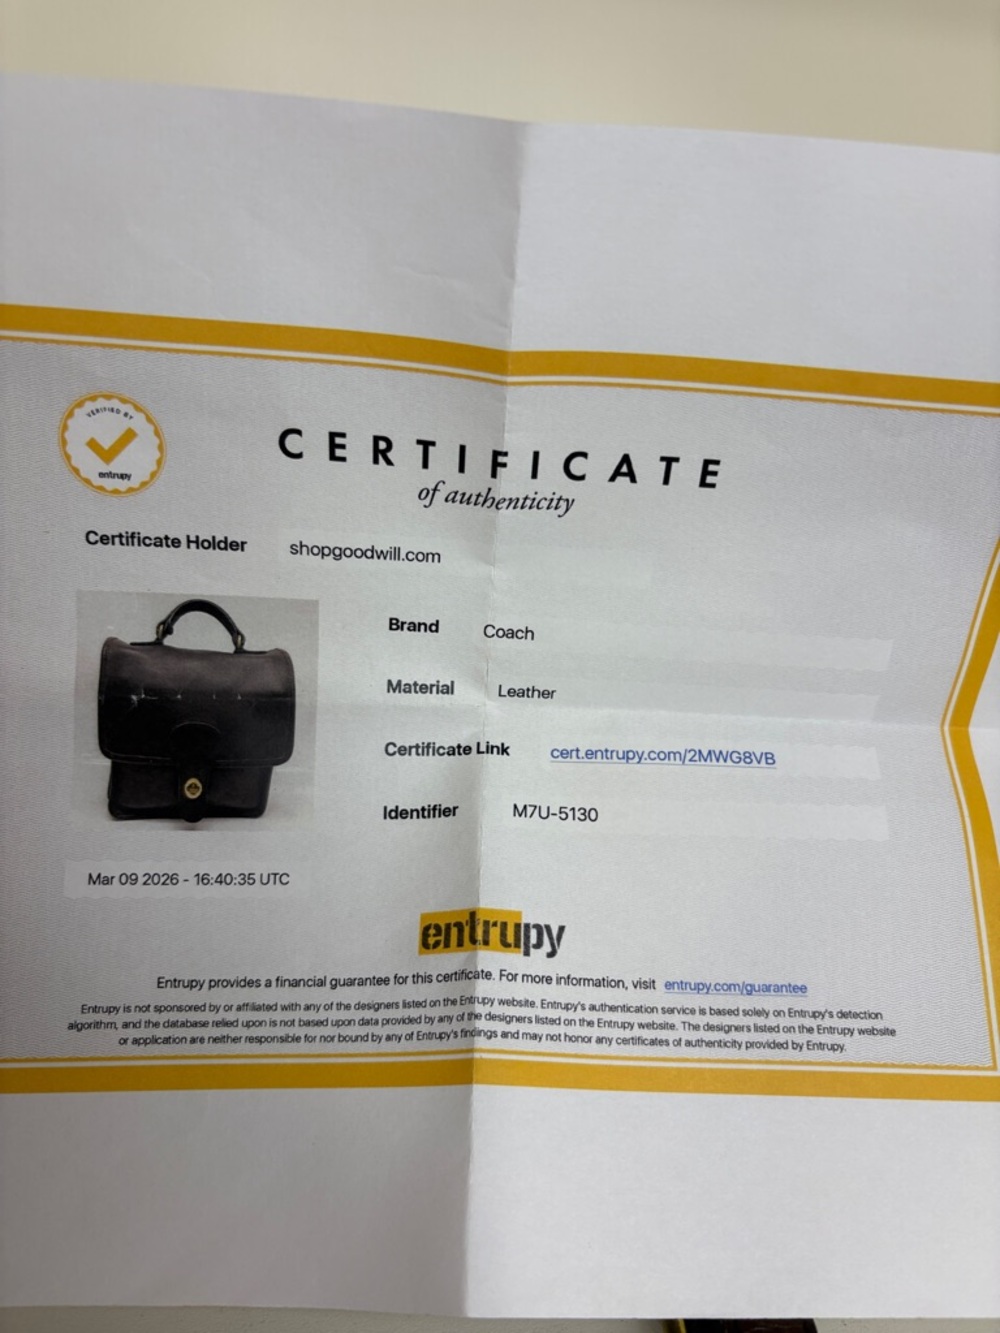 VERIFIED BY
entrupy
CERTIFICATE
of authenticity
Certificate Holder shopgoodwill.com
Brand Coach
Material Leather
Certificate Link cert.entrupy.com/2MWG8VB
Identifier M7U-5130
Mar 09 2026 - 16:40:35 UTC
entrupy
Entrupy provides a financial guarantee for this certificate. For more information, visit entrupy.com/guarantee
Entrupy is not sponsored by or affiliated with any of the designers listed on the Entrupy website. Entrupy's authentication service is based solely on Entrupy's detection
algorithm, and the database relied upon is not based upon data provided by any of the designers listed on the Entrupy website. The designers listed on the Entrupy website
or application are neither responsible for nor bound by any of Entrupy's findings and may not honor any certificates of authenticity provided by Entrupy.